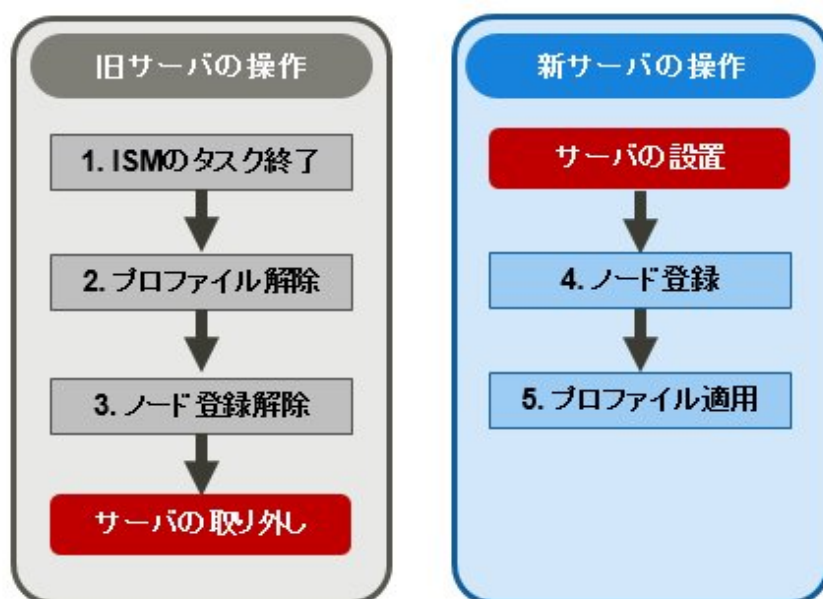 旧サーバの操作
1. ISMのタスク終了
2. プロファイル解除
3. ノード登録解除
サーバの取り外し
新サーバの操作
サーバの設置
4. ノード登録
5. プロファイル適用